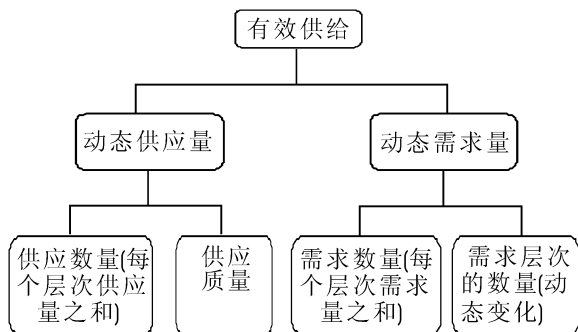 有效供给
动态供应量
动态需求量
供应数量(每
个层次供应
量之和)
供应
质量
需求数量(每
个层次需求
量之和)
需求层次
的数量(动
态变化)